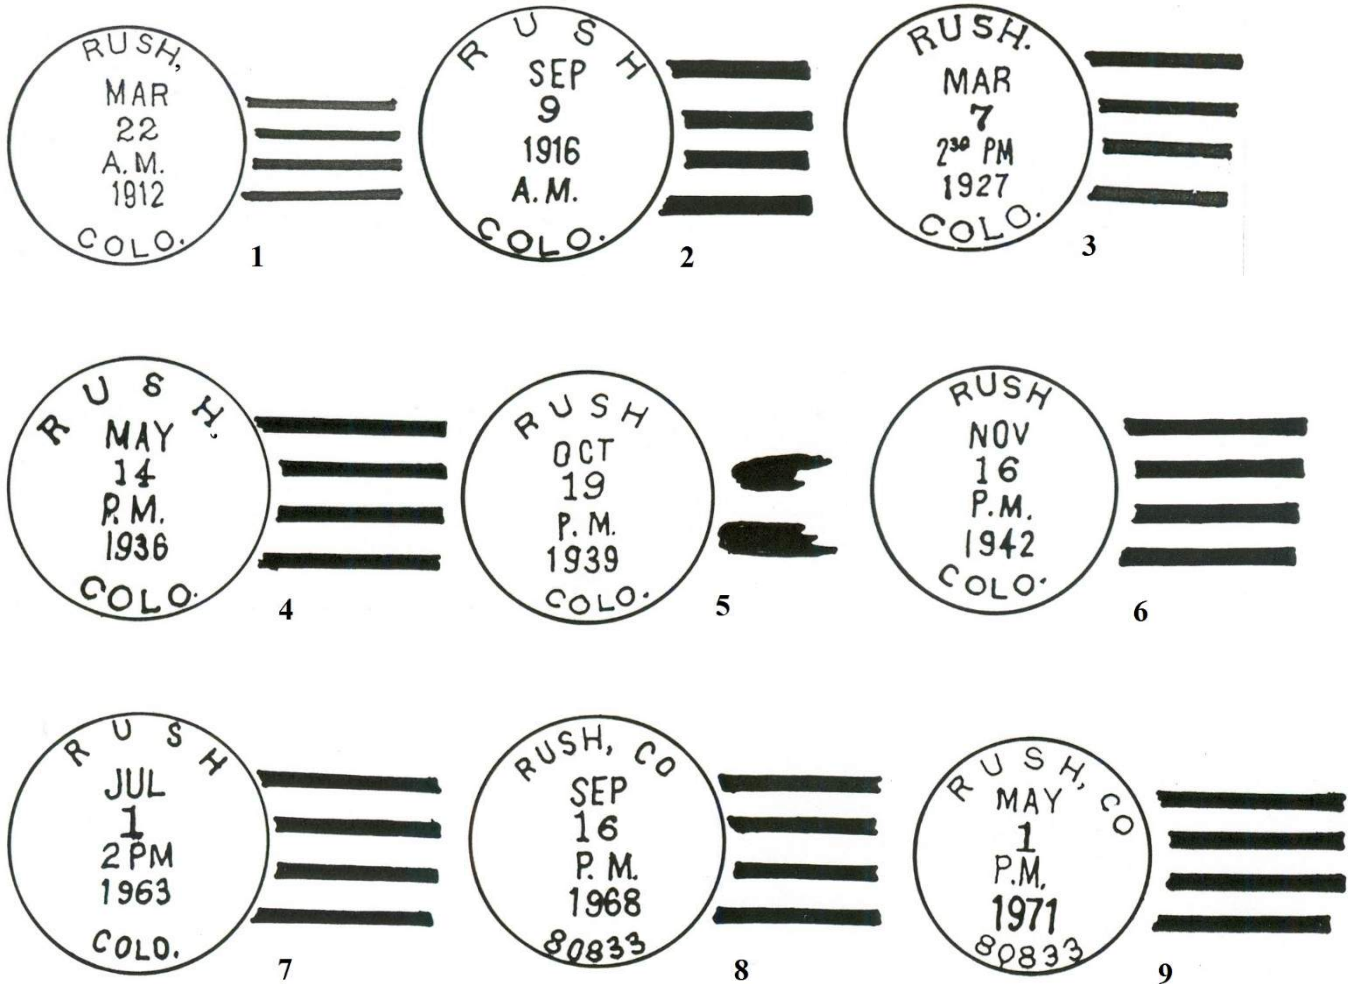 RUSH,
MAR
22
A.M.
1912
COLO.
1
RUSH
SEP
9
1916
A.M.
COLO.
2
RUSH.
MAR
7
2³⁰ PM
1927
COLO.
3
RUSH,
MAY
14
P.M.
1936
COLO.
4
RUSH
OCT
19
P.M.
1939
COLO.
5
RUSH
NOV
16
P.M.
1942
COLO.
6
RUSH
JUL
1
2 PM
1963
COLO.
7
RUSH, CO
SEP
16
P.M.
1968
80833
8
RUSH, CO
MAY
1
P.M.
1971
80833
9